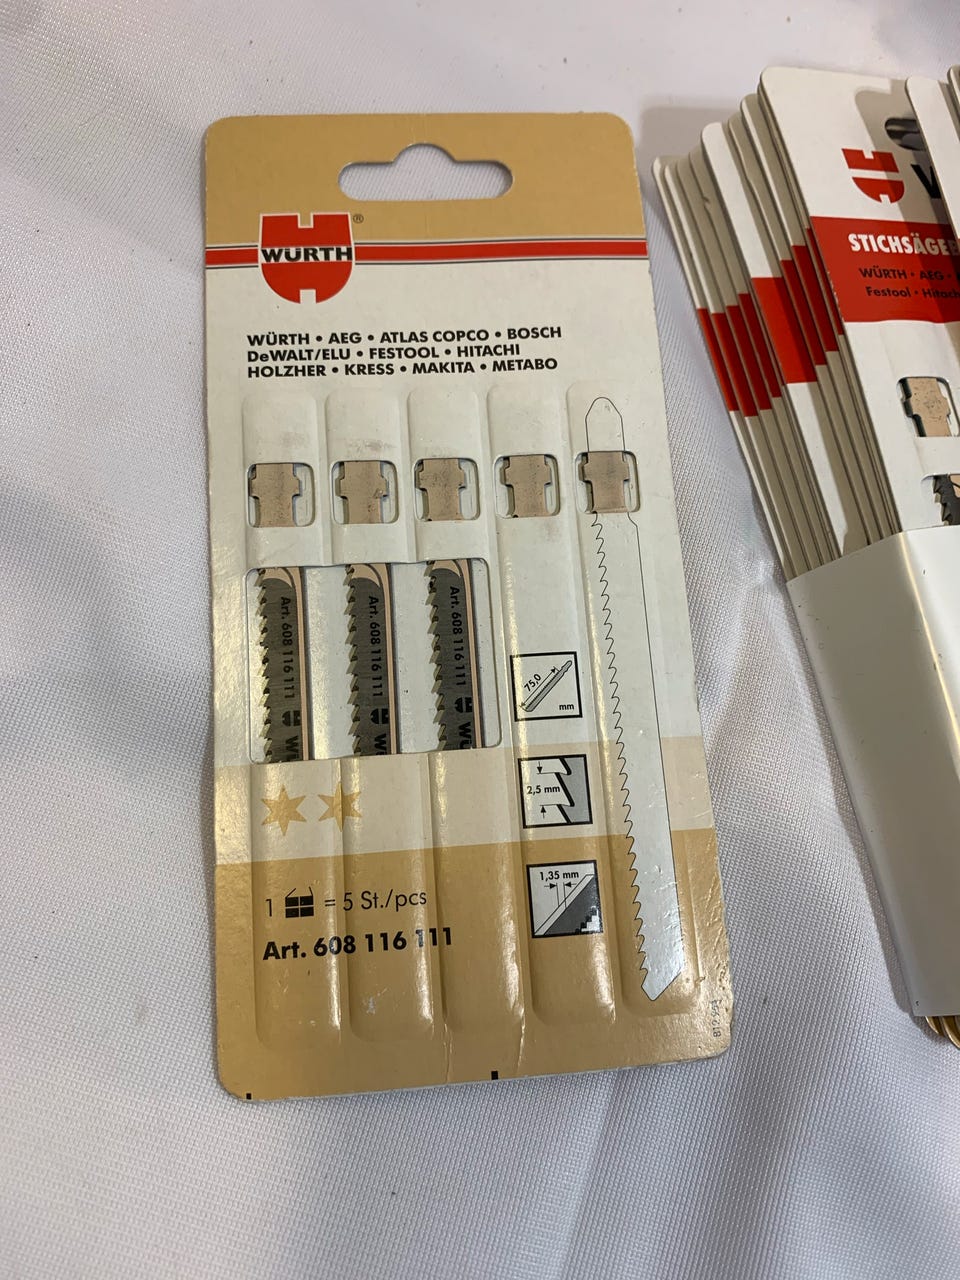 WÜRTH®
WÜRTH • AEG • ATLAS COPCO • BOSCH
DeWALT/ELU • FESTOOL • HITACHI
HOLZHER • KRESS • MAKITA • METABO
Art. 608 116 111
Art. 608 116 111
Art. 608 116 111
75,0
mm
2,5 mm
1,35 mm
1 = 5 St./pcs
Art. 608 116 111
STICHSÄGE
WÜRTH • AEG •
Festool • Hitach